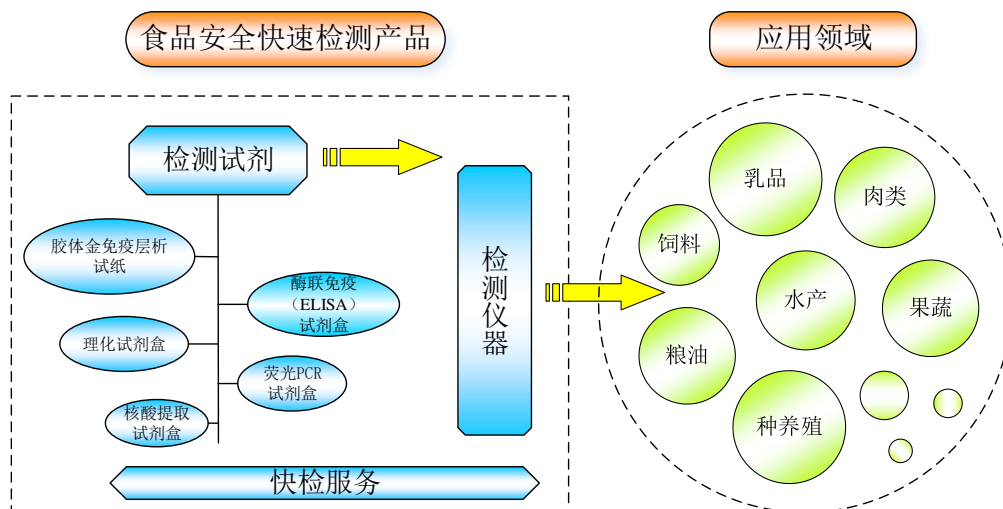 食品安全快速检测产品
应用领域
检测试剂
胶体金免疫层析
试纸
酶联免疫
（ELISA）
试剂盒
理化试剂盒
荧光PCR
试剂盒
核酸提取
试剂盒
检测仪器
快检服务
乳品
肉类
饲料
水产
果蔬
粮油
种养殖